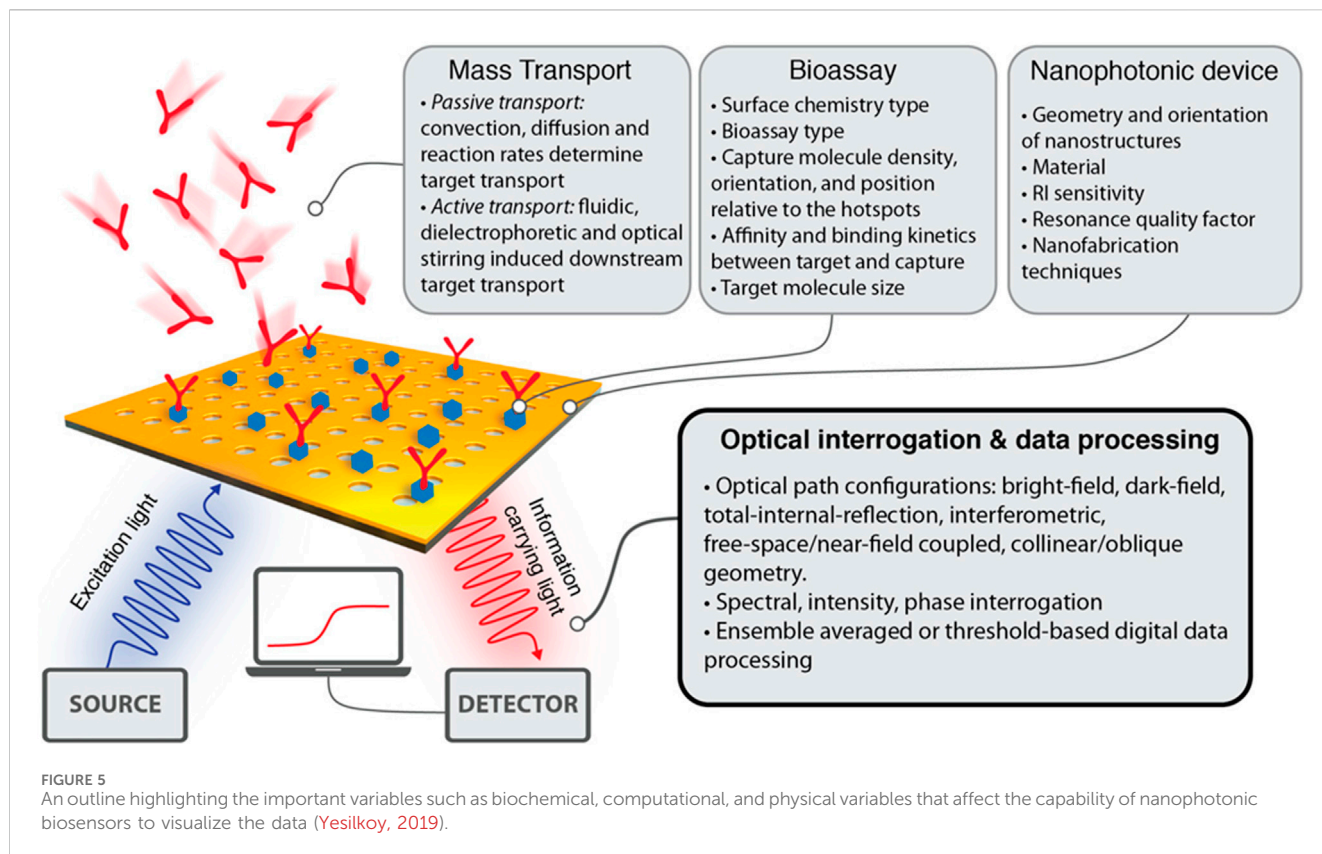 Mass Transport
• Passive transport:
convection, diffusion and
reaction rates determine
target transport
• Active transport: fluidic,
dielectrophoretic and optical
stirring induced downstream
target transport
Bioassay
• Surface chemistry type
• Bioassay type
• Capture molecule density,
orientation, and position
relative to the hotspots
• Affinity and binding kinetics
between target and capture
• Target molecule size
Nanophotonic device
• Geometry and orientation
of nanostructures
• Material
• RI sensitivity
• Resonance quality factor
• Nanofabrication
techniques
Optical interrogation & data processing
• Optical path configurations: bright-field, dark-field,
total-internal-reflection, interferometric,
free-space/near-field coupled, collinear/oblique
geometry.
• Spectral, intensity, phase interrogation
• Ensemble averaged or threshold-based digital data
processing
Excitation light
Information
carrying light
SOURCE
DETECTOR
FIGURE 5
An outline highlighting the important variables such as biochemical, computational, and physical variables that affect the capability of nanophotonic
biosensors to visualize the data (Yesilkoy, 2019).